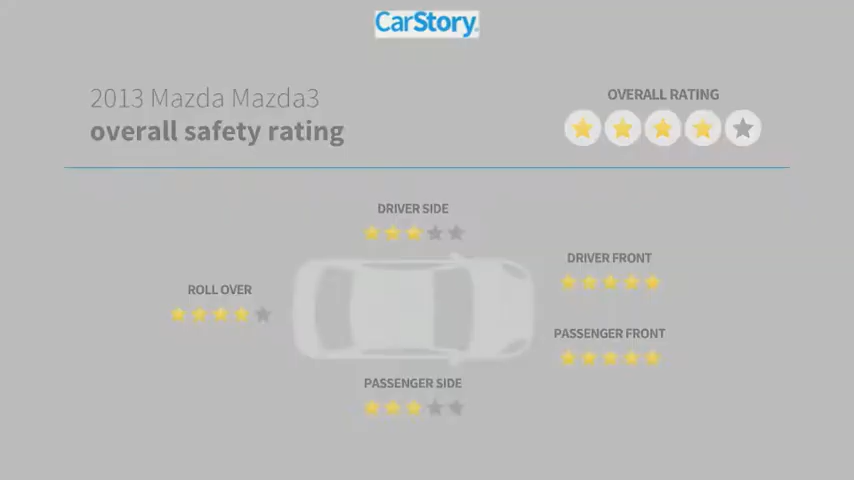 CarStory
2013 Mazda Mazda3
overall safety rating
OVERALL RATING
DRIVER SIDE
DRIVER FRONT
ROLL OVER
PASSENGER FRONT
PASSENGER SIDE